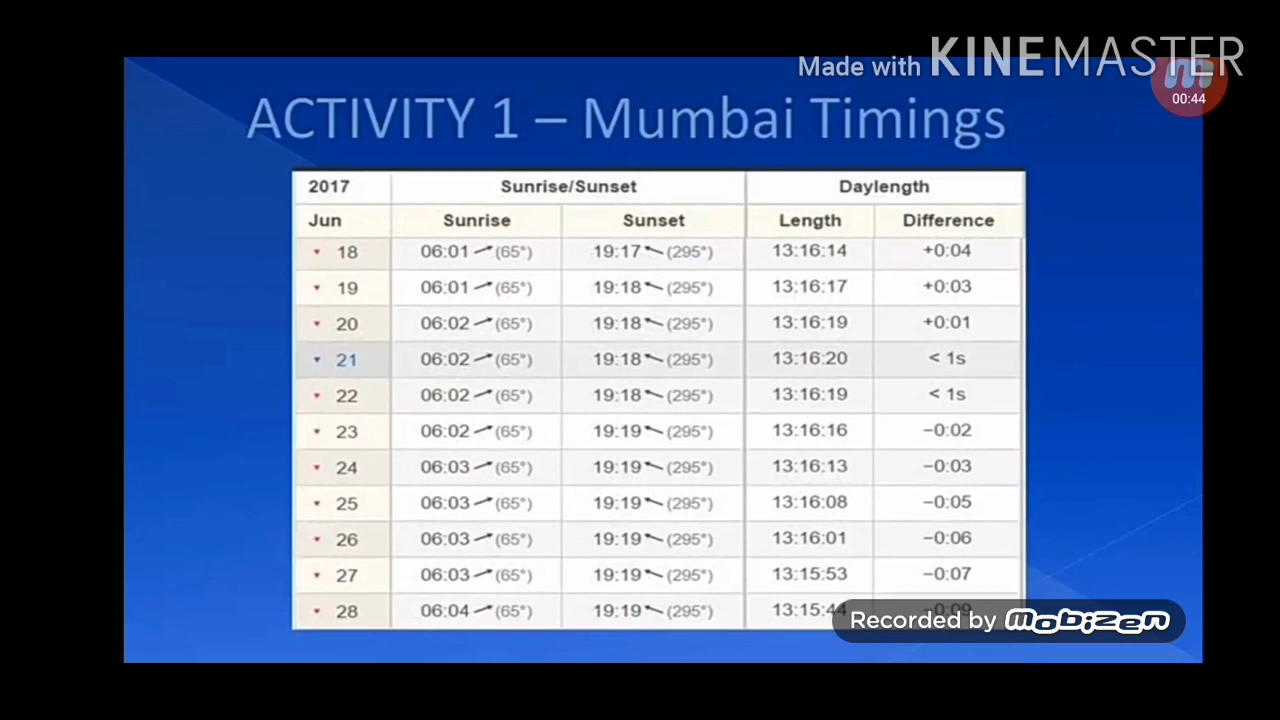 Made with KINEMASTER
00:44
ACTIVITY 1 – Mumbai Timings
2017 Sunrise/Sunset Daylength
Jun Sunrise Sunset Length Difference
18 06:01 (65°) 19:17 (295°) 13:16:14 +0:04
19 06:01 (65°) 19:18 (295°) 13:16:17 +0:03
20 06:02 (65°) 19:18 (295°) 13:16:19 +0:01
21 06:02 (65°) 19:18 (295°) 13:16:20 < 1s
22 06:02 (65°) 19:18 (295°) 13:16:19 < 1s
23 06:02 (65°) 19:19 (295°) 13:16:16 −0:02
24 06:03 (65°) 19:19 (295°) 13:16:13 −0:03
25 06:03 (65°) 19:19 (295°) 13:16:08 −0:05
26 06:03 (65°) 19:19 (295°) 13:16:01 −0:06
27 06:03 (65°) 19:19 (295°) 13:15:53 −0:07
28 06:04 (65°) 19:19 (295°) 13:15:44 −0:09
Recorded by mobizen